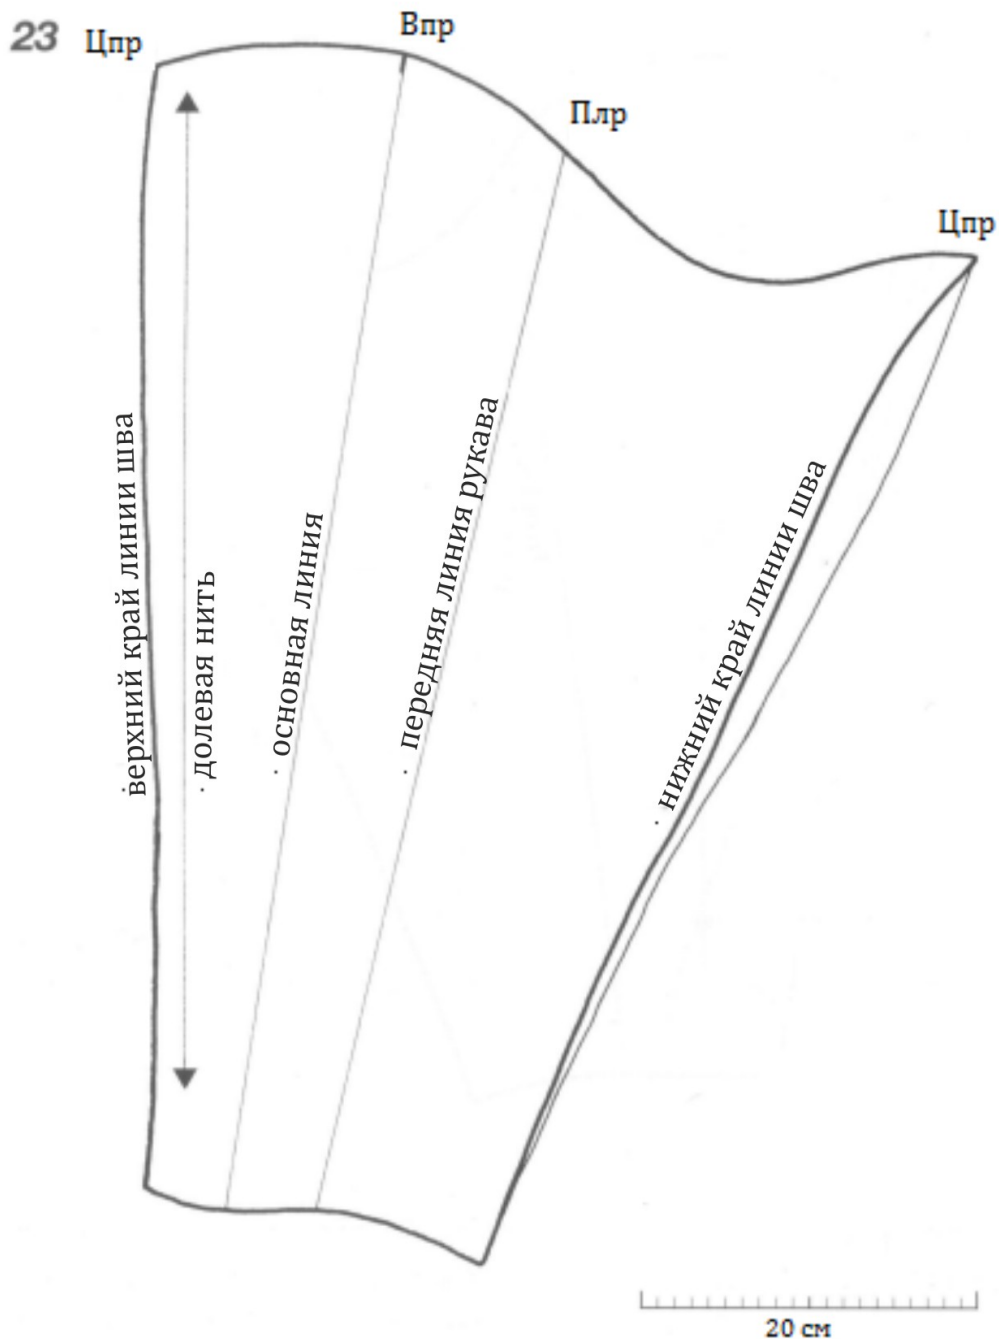 23
Цпр
Впр
Плр
Цпр
верхний край линии шва
долевая нить
основная линия
передняя линия рукава
нижний край линии шва
20 см